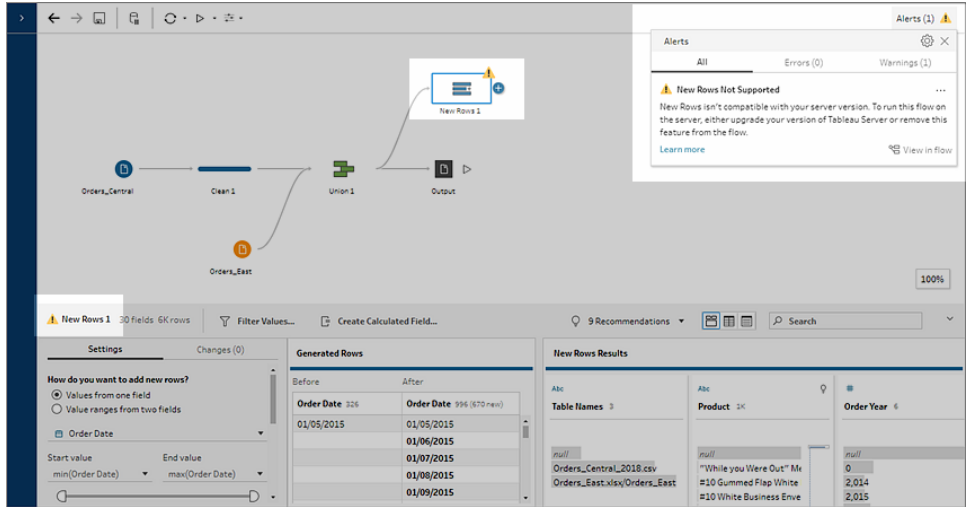 Alerts (1)
Alerts
All
Errors (0)
Warnings (1)
New Rows Not Supported
New Rows isn't compatible with your server version. To run this flow on
the server, either upgrade your version of Tableau Server or remove this
feature from the flow.
Learn more
View in flow
New Rows 1
Orders_Central
Clean 1
Union 1
Output
Orders_East
100%
New Rows 1 30 fields 6K rows
Filter Values...
Create Calculated Field...
9 Recommendations
Search
Settings
Changes (0)
How do you want to add new rows?
Values from one field
Value ranges from two fields
Order Date
Start value
End value
min(Order Date)
max(Order Date)
Generated Rows
Before
After
Order Date 326
Order Date 996 (670 new)
01/05/2015
01/05/2015
01/06/2015
01/07/2015
01/08/2015
01/09/2015
New Rows Results
Abc
Table Names 3
null
Orders_Central_2018.csv
Orders_East.xlsx/Orders_East
Abc
Product 1K
null
"While you Were Out" Me
#10 Gummed Flap White
#10 White Business Enve
#
Order Year 6
null
0
2,014
2,015